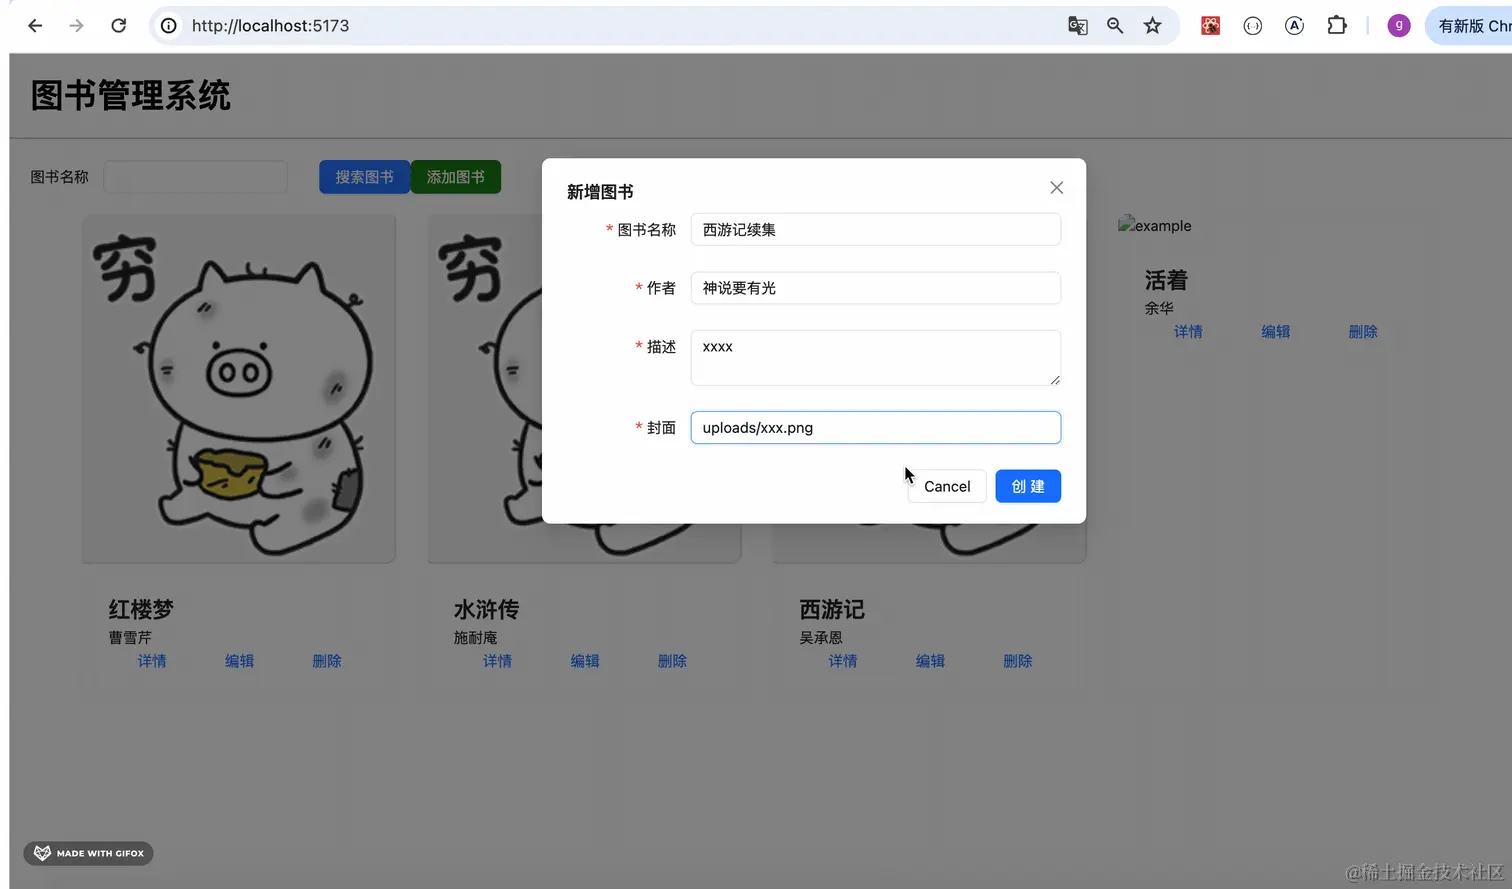 http://localhost:5173
g
有新版 Chr
图书管理系统
图书名称
搜索图书
添加图书
新增图书
* 图书名称
西游记续集
* 作者
神说要有光
* 描述
xxxx
* 封面
uploads/xxx.png
Cancel
创 建
穷
穷
example
活着
余华
详情 编辑 删除
红楼梦
曹雪芹
详情 编辑 删除
水浒传
施耐庵
详情 编辑 删除
西游记
吴承恩
详情 编辑 删除
MADE WITH GIFOX
@稀土掘金技术社区